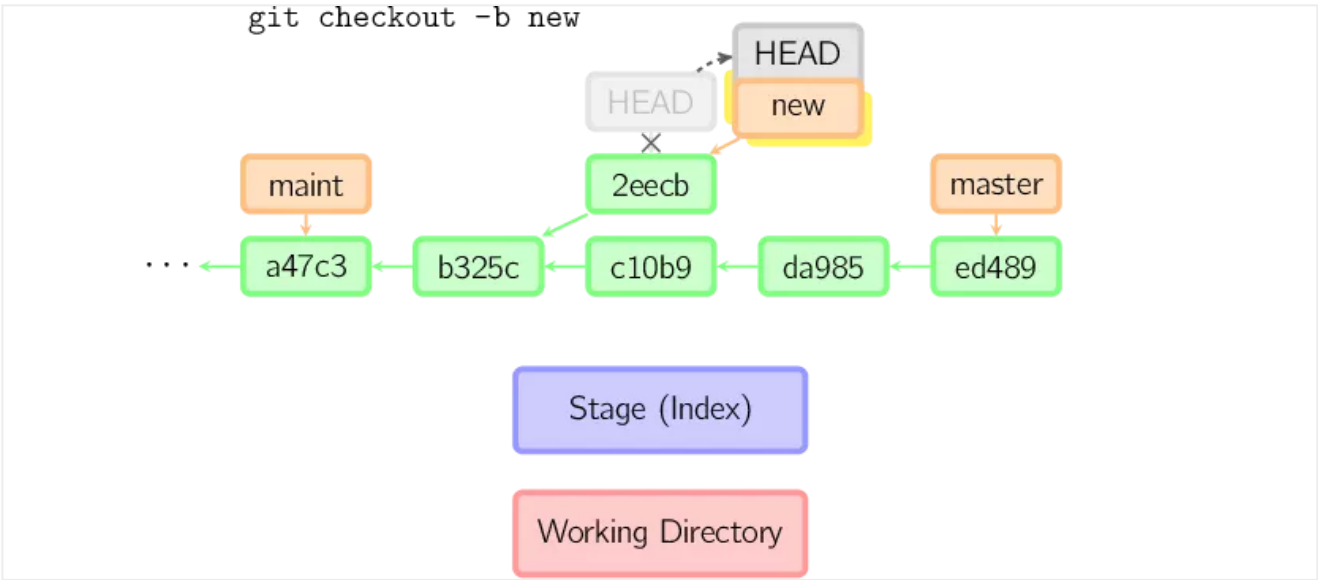 git checkout -b new
HEAD
HEAD
new
maint
2eecb
master
...
a47c3
b325c
c10b9
da985
ed489
Stage (Index)
Working Directory